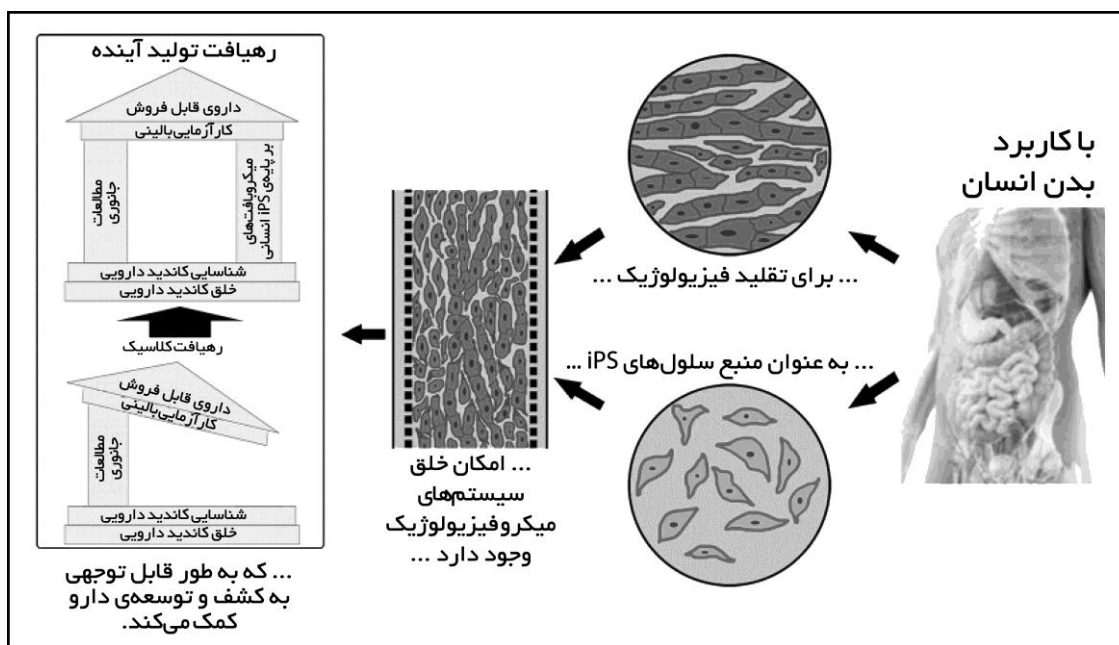 با کاربرد
بدن انسان
... برای تقلید فیزیولوژیک ...
... به عنوان منبع سلول‌های iPS ...
... امکان خلق
سیستم‌های
میکروفیزیولوژیک
وجود دارد ...
رهیافت تولید آینده
داروی قابل فروش
کارآزمایی بالینی
میکروبافت‌های
بر پایه‌ی iPS انسانی
مطالعات
جانوری
شناسایی کاندید دارویی
خلق کاندید دارویی
رهیافت کلاسیک
داروی قابل فروش
کارآزمایی بالینی
مطالعات
جانوری
شناسایی کاندید دارویی
خلق کاندید دارویی
... که به طور قابل توجهی
به کشف و توسعه‌ی دارو
کمک می‌کند.